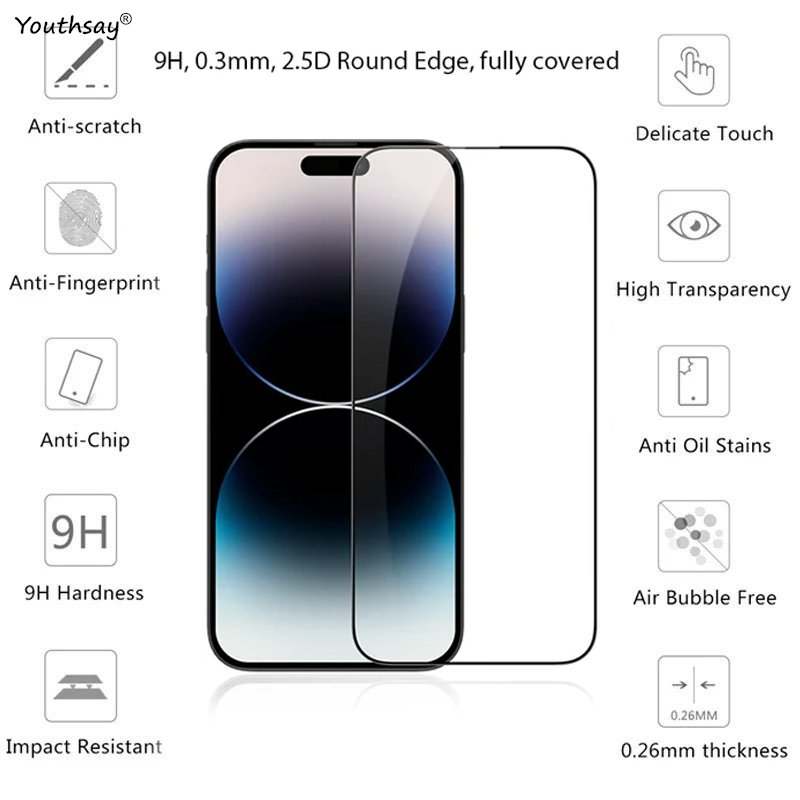 Youthsay®
9H, 0.3mm, 2.5D Round Edge, fully covered
Anti-scratch
Delicate Touch
Anti-Fingerprint
High Transparency
Anti-Chip
Anti Oil Stains
9H
9H Hardness
Air Bubble Free
0.26MM
Impact Resistant
0.26mm thickness